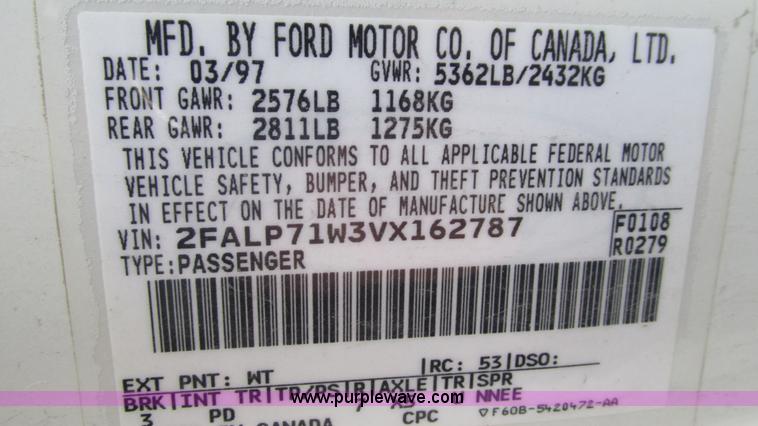 MFD. BY FORD MOTOR CO. OF CANADA, LTD.
DATE: 03/97 GVWR: 5362LB/2432KG
FRONT GAWR: 2576LB 1168KG
REAR GAWR: 2811LB 1275KG
THIS VEHICLE CONFORMS TO ALL APPLICABLE FEDERAL MOTOR
VEHICLE SAFETY, BUMPER, AND THEFT PREVENTION STANDARDS
IN EFFECT ON THE DATE OF MANUFACTURE SHOWN ABOVE.
VIN: 2FALP71W3VX162787 F0108
TYPE:PASSENGER R0279
EXT PNT: WT |RC: 53|DSO:
BRK|INT TR|TP/PS|R|AXLE|TR|SPR
www.purplewave.com
3 PD NNEE
CANADA CPC ▽F60B-5420472-AA